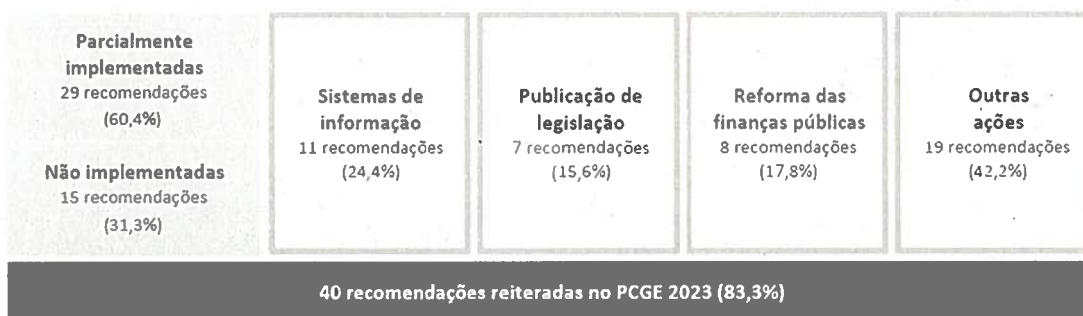 Parcialmente
implementadas
29 recomendações
(60,4%)
Não implementadas
15 recomendações
(31,3%)
Sistemas de
informação
11 recomendações
(24,4%)
Publicação de
legislação
7 recomendações
(15,6%)
Reforma das
finanças públicas
8 recomendações
(17,8%)
Outras
ações
19 recomendações
(42,2%)
40 recomendações reiteradas no PCGE 2023 (83,3%)